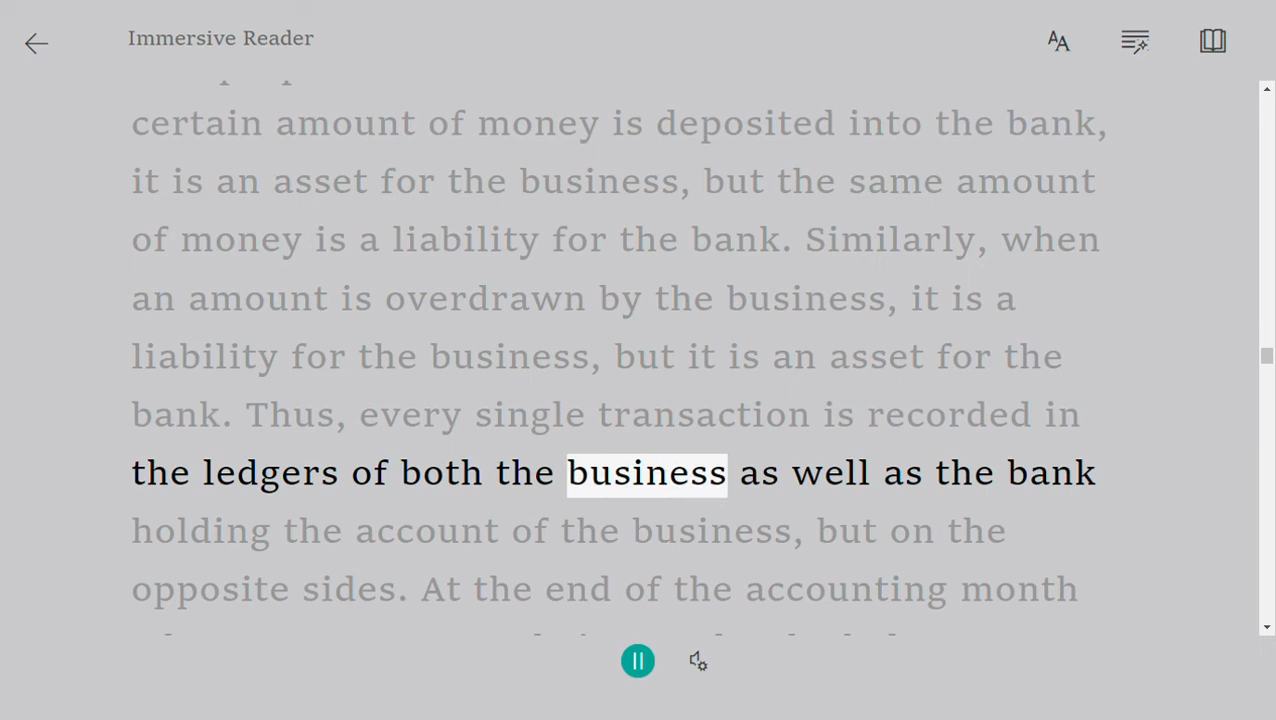 Immersive Reader
certain amount of money is deposited into the bank,
it is an asset for the business, but the same amount
of money is a liability for the bank. Similarly, when
an amount is overdrawn by the business, it is a
liability for the business, but it is an asset for the
bank. Thus, every single transaction is recorded in
the ledgers of both the business as well as the bank
holding the account of the business, but on the
opposite sides. At the end of the accounting month